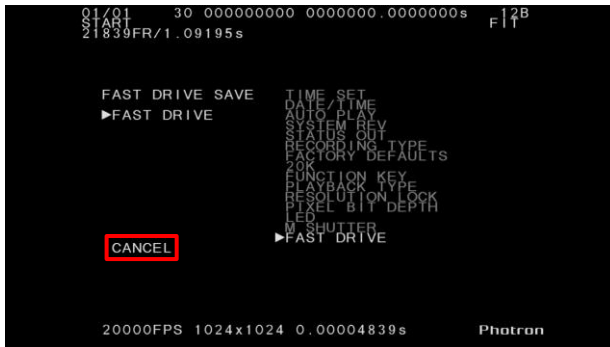 01/01 30 000000000 0000000.0000000s 12B
START FIT
21839FR/1.09195s
FAST DRIVE SAVE TIME SET
DATE/TIME
▶FAST DRIVE AUTO PLAY
SYSTEM REV
STATUS OUT
RECORDING TYPE
FACTORY DEFAULTS
20K
FUNCTION KEY
PLAYBACK TYPE
RESOLUTION LOCK
PIXEL BIT DEPTH
LED
M SHUTTER
▶FAST DRIVE
CANCEL
20000FPS 1024x1024 0.00004839s Photron